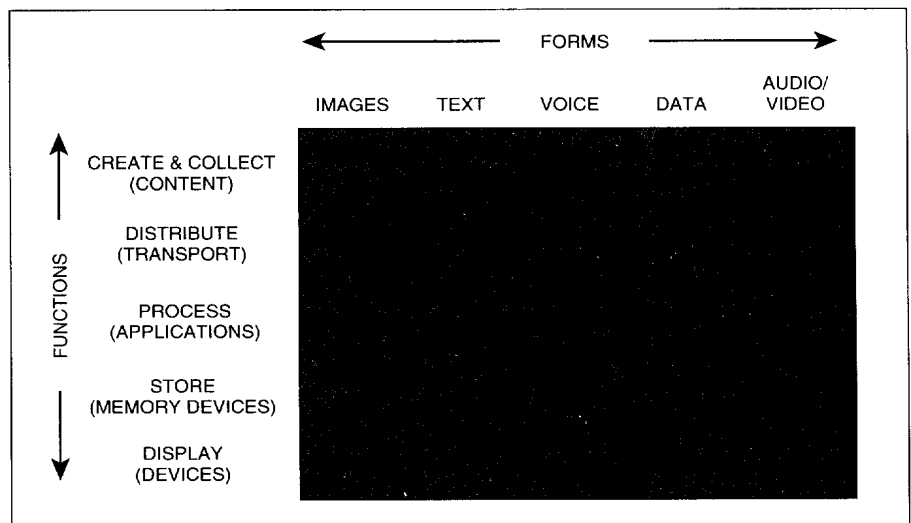 FORMS
IMAGES TEXT VOICE DATA AUDIO/
VIDEO
FUNCTIONS
CREATE & COLLECT
(CONTENT)
DISTRIBUTE
(TRANSPORT)
PROCESS
(APPLICATIONS)
STORE
(MEMORY DEVICES)
DISPLAY
(DEVICES)